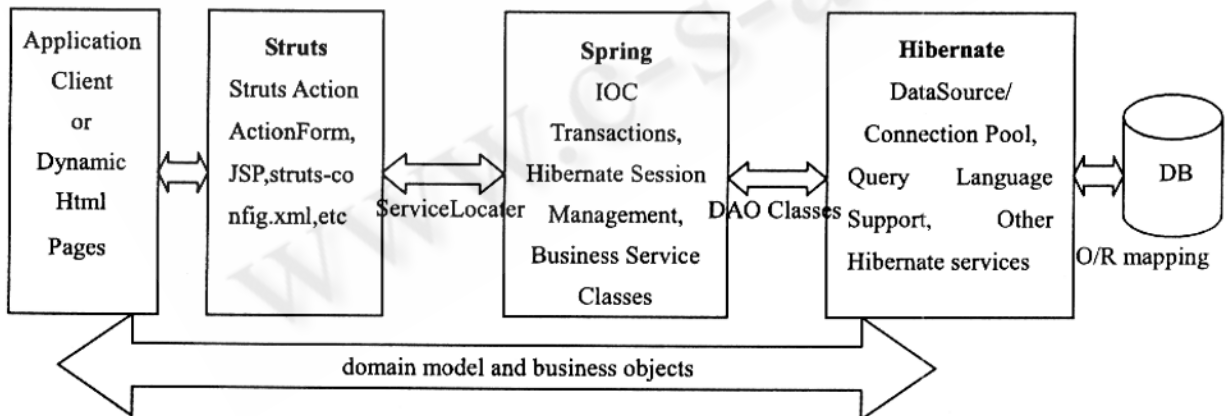 Application
Client
or
Dynamic
Html
Pages
Struts
Struts Action
ActionForm,
JSP,struts-co
nfig.xml,etc
ServiceLocater
Spring
IOC
Transactions,
Hibernate Session
Management,
Business Service
Classes
DAO Classes
Hibernate
DataSource/
Connection Pool,
Query Language
Support, Other
Hibernate services
DB
O/R mapping
domain model and business objects
www.c-s-a